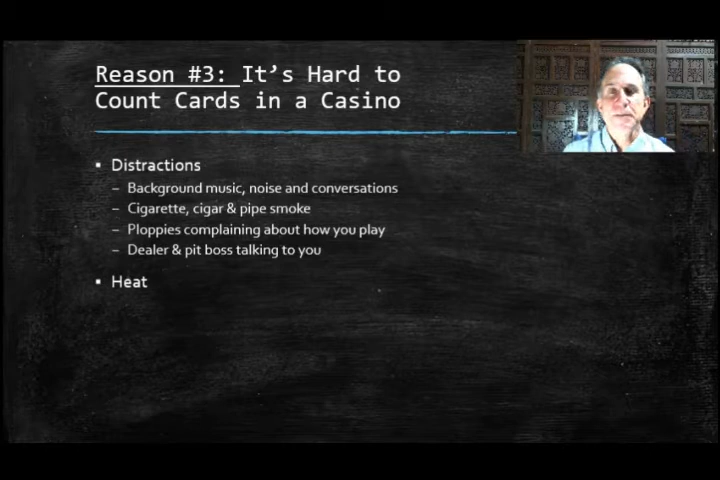 Reason #3: It’s Hard to
Count Cards in a Casino
▪ Distractions
– Background music, noise and conversations
– Cigarette, cigar & pipe smoke
– Ploppies complaining about how you play
– Dealer & pit boss talking to you
▪ Heat